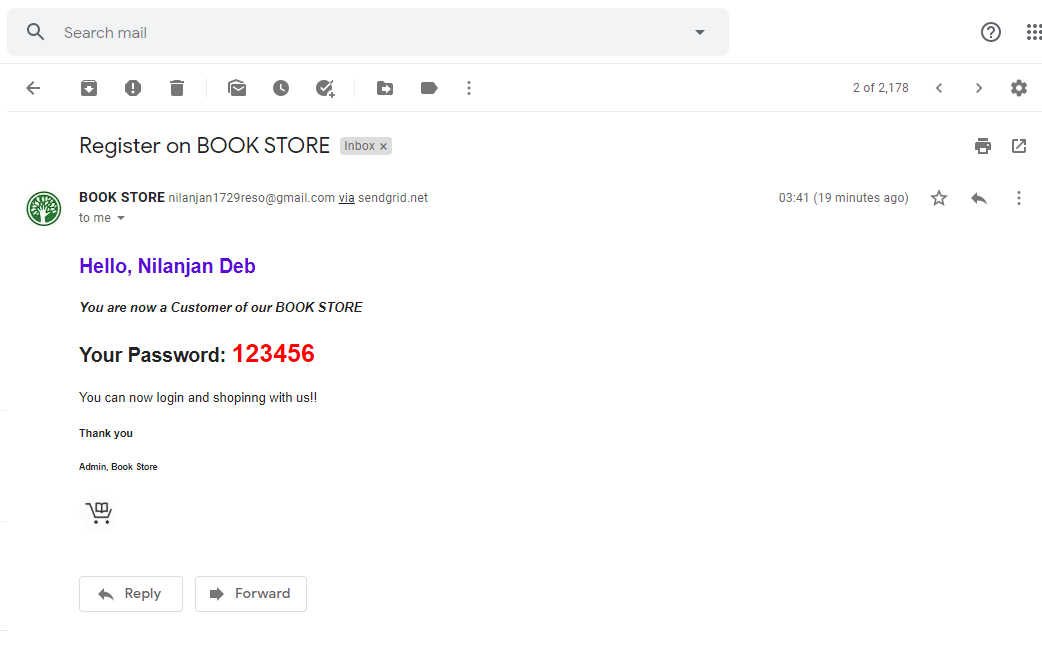 Search mail
2 of 2,178
Register on BOOK STORE Inbox ×
BOOK STORE nilanjan1729reso@gmail.com via sendgrid.net 03:41 (19 minutes ago)
to me
Hello, Nilanjan Deb
You are now a Customer of our BOOK STORE
Your Password: 123456
You can now login and shopinng with us!!
Thank you
Admin, Book Store
Reply Forward